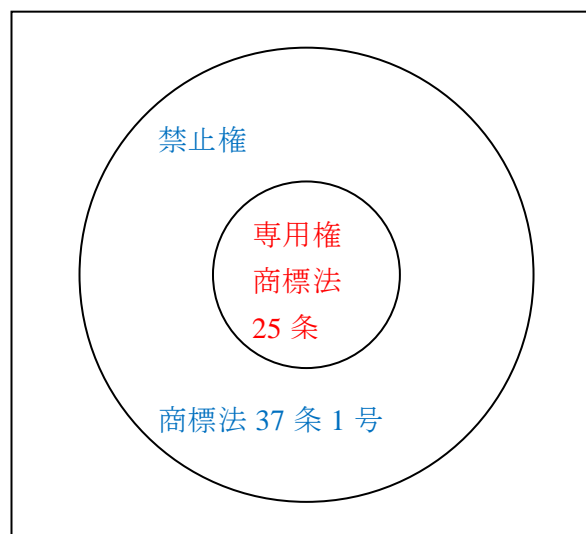 禁止権
専用権
商標法
25 条
商標法 37 条 1 号